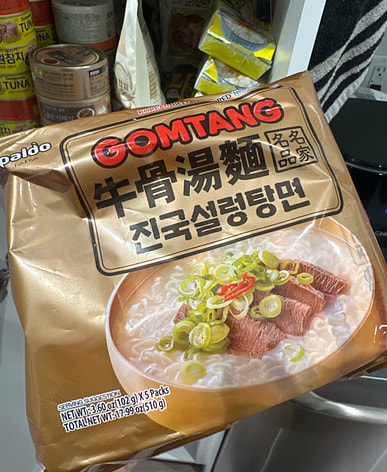 TUNA
TUNA
paldo
GOMTANG
牛骨湯麵
名家
名品
진국설렁탕면
SERVING SUGGESTION
NET WT.: 3.60 oz (102 g) X 5 Packs
TOTAL NET WT: 17.99 oz (510 g)